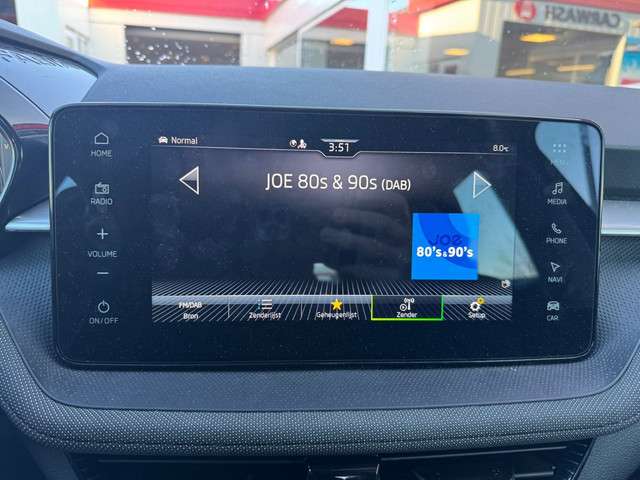 CARWASH
Normal
3:51
8.0°C
HOME
RADIO
+
VOLUME
−
ON/OFF
JOE 80s & 90s (DAB)
JOE
80's & 90's
FM/DAB
Bron
Zenderlijst
Geheugenlijst
Zender
Setup
MENU
MEDIA
PHONE
NAVI
CAR